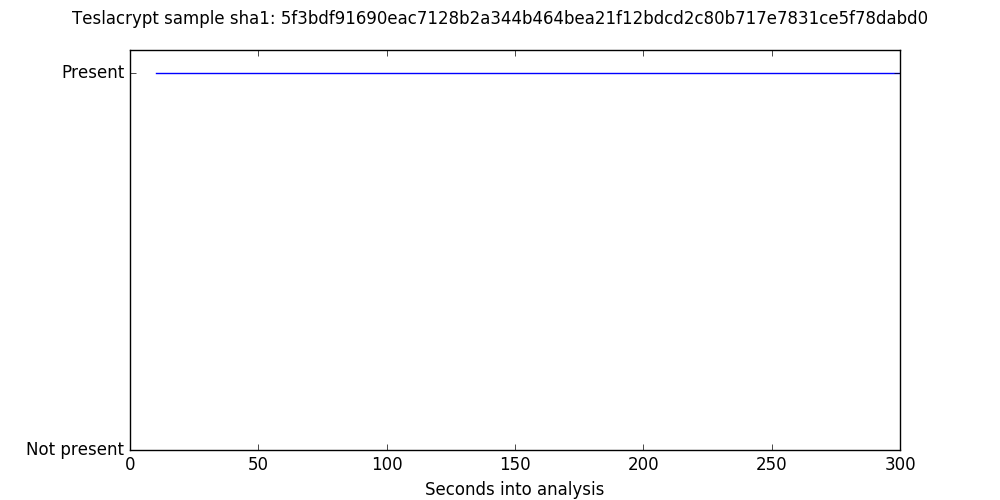 Teslacrypt sample sha1: 5f3bdf91690eac7128b2a344b464bea21f12bdcd2c80b717e7831ce5f78dabd0
Present
Not present
0 50 100 150 200 250 300
Seconds into analysis